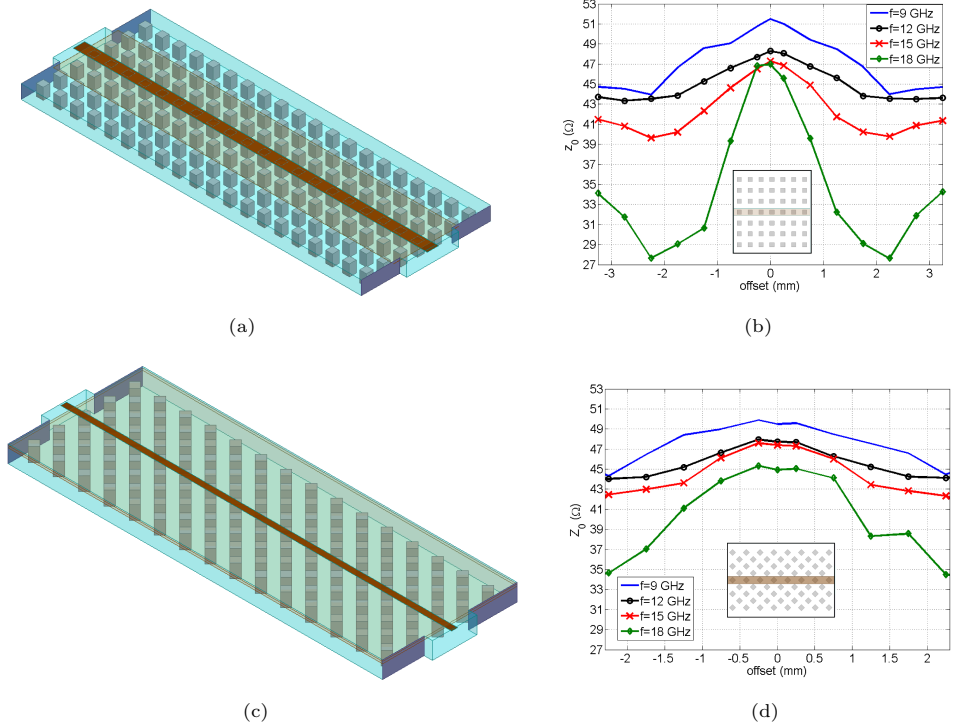 (a)
53
51
49
47
45
43
41
39
37
35
33
31
29
27
z₀ (Ω)
-3 -2 -1 0 1 2 3
offset (mm)
f=9 GHz
f=12 GHz
f=15 GHz
f=18 GHz
(b)
(c)
53
51
49
47
45
43
41
39
37
35
33
31
29
27
Z₀ (Ω)
-2 -1.5 -1 -0.5 0 0.5 1 1.5 2
offset (mm)
f=9 GHz
f=12 GHz
f=15 GHz
f=18 GHz
(d)